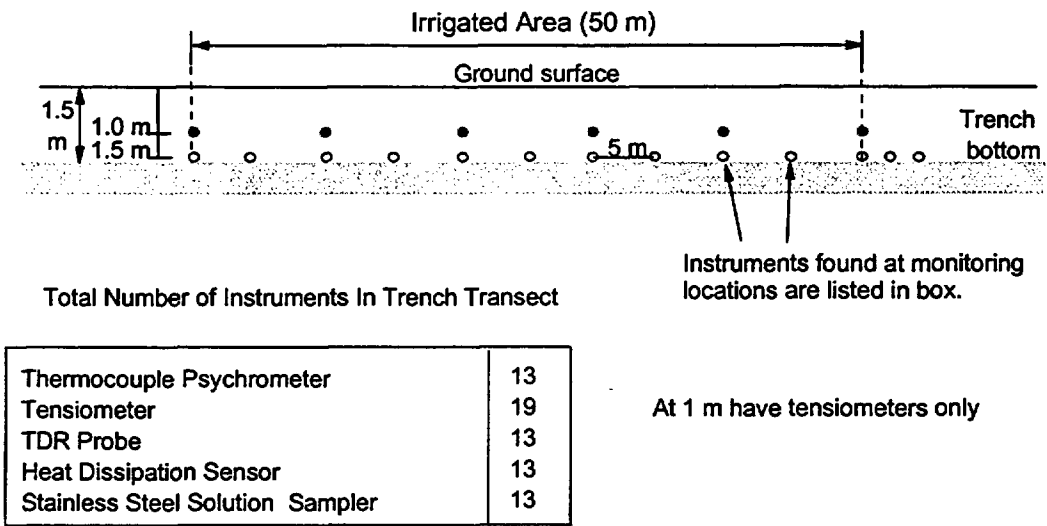 Irrigated Area (50 m)
Ground surface
1.5
m
1.0 m
1.5 m
5 m
Trench
bottom
Instruments found at monitoring
locations are listed in box.
Total Number of Instruments In Trench Transect
Thermocouple Psychrometer 13
Tensiometer 19
TDR Probe 13
Heat Dissipation Sensor 13
Stainless Steel Solution Sampler 13
At 1 m have tensiometers only